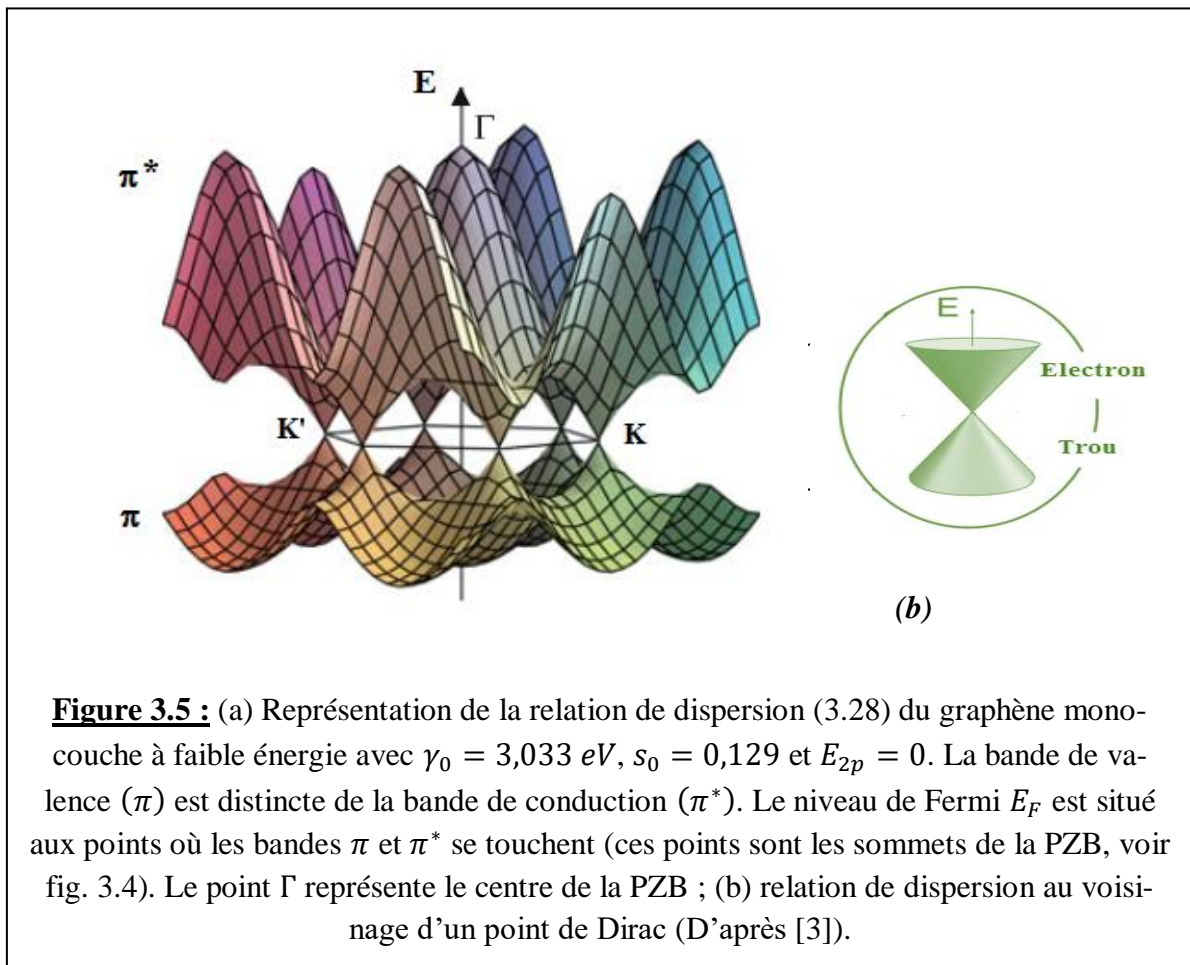 E
Γ
π*
K'
K
π
E
Electron
Trou
(b)
Figure 3.5 : (a) Représentation de la relation de dispersion (3.28) du graphène mono-
couche à faible énergie avec γ₀ = 3,033 eV, s₀ = 0,129 et E₂ₚ = 0. La bande de va-
lence (π) est distincte de la bande de conduction (π*). Le niveau de Fermi E_F est situé
aux points où les bandes π et π* se touchent (ces points sont les sommets de la PZB, voir
fig. 3.4). Le point Γ représente le centre de la PZB ; (b) relation de dispersion au voisi-
nage d'un point de Dirac (D'après [3]).